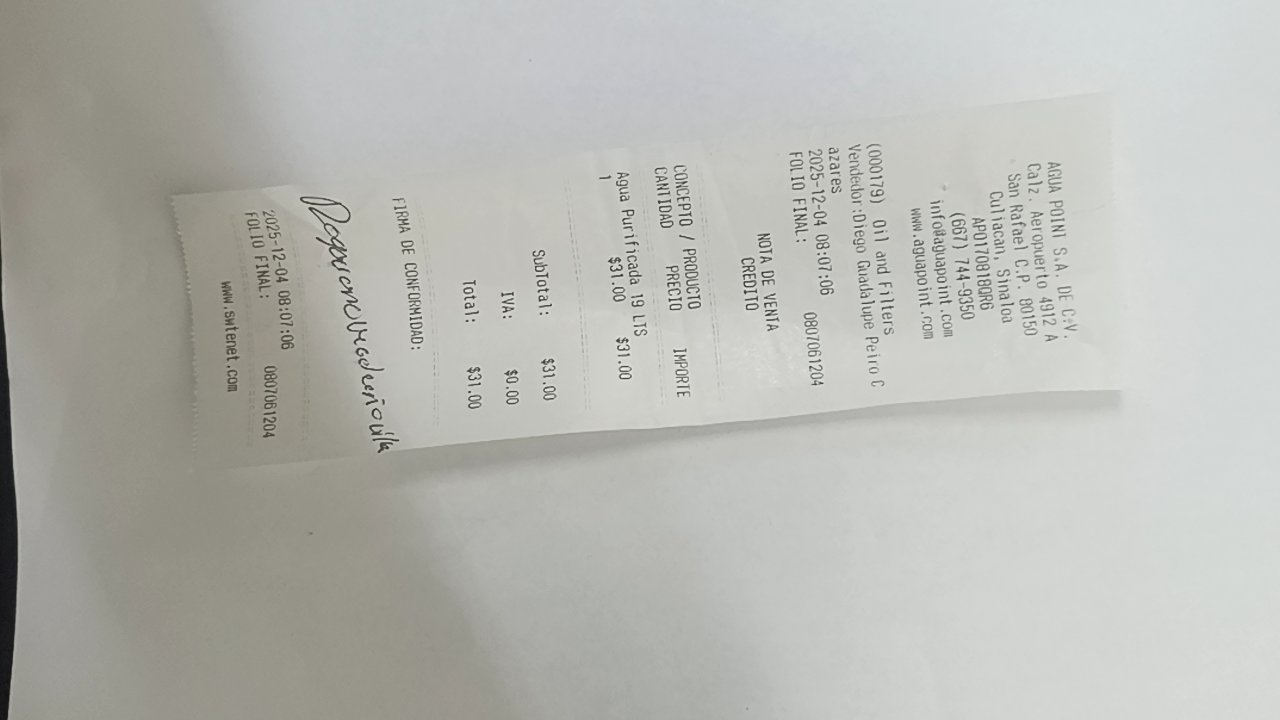 AGUA POINT S.A. DE C.V.
Calz. Aeropuerto 4912 A
San Rafael C.P. 80150
Culiacan, Sinaloa
APO170818QR6
(667) 744-9350
info@aguapoint.com
www.aguapoint.com
(000179) Oil and Filters
Vendedor:Diego Guadalupe Peiro C
azares
2025-12-04 08:07:06
FOLIO FINAL: 0807061204
NOTA DE VENTA
CREDITO
CONCEPTO / PRODUCTO
CANTIDAD PRECIO IMPORTE
Agua Purificada 19 LTS
1 $31.00 $31.00
SubTotal: $31.00
IVA: $0.00
Total: $31.00
FIRMA DE CONFORMIDAD:
2025-12-04 08:07:06
FOLIO FINAL: 0807061204
www.swtenet.com